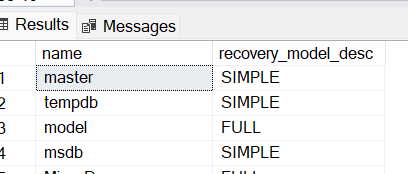 Results Messages
name recovery_model_desc
1 master SIMPLE
2 tempdb SIMPLE
3 model FULL
4 msdb SIMPLE